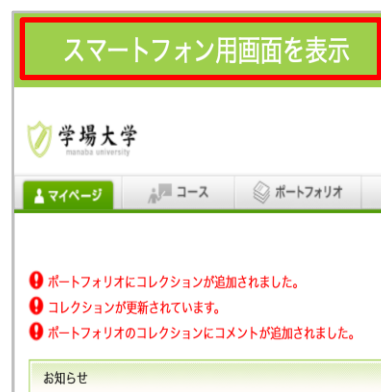 スマートフォン用画面を表示
学場大学
manaba university
マイページ
コース
ポートフォリオ
ポートフォリオにコレクションが追加されました。
コレクションが更新されています。
ポートフォリオのコレクションにコメントが追加されました。
お知らせ